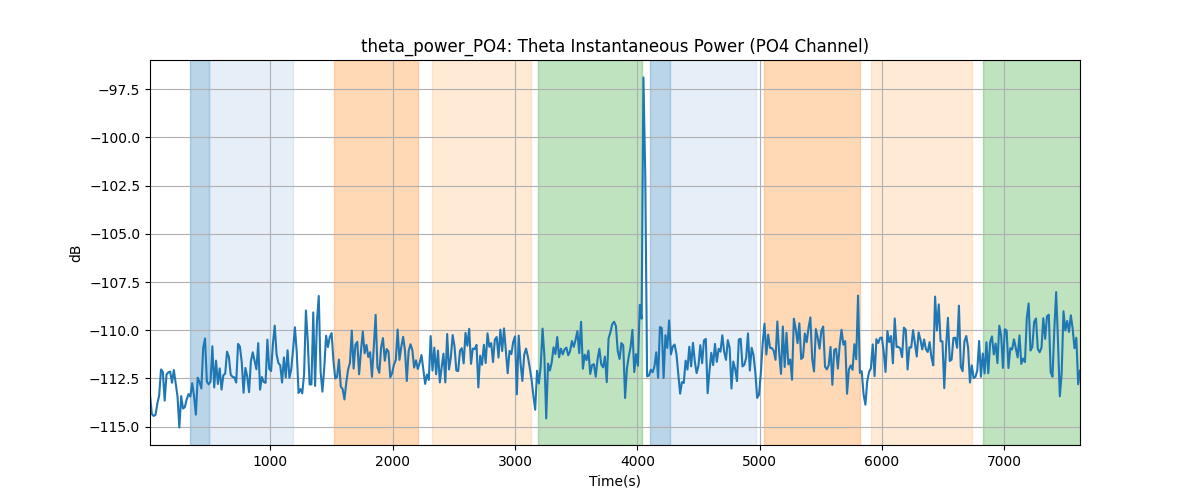 theta_power_PO4: Theta Instantaneous Power (PO4 Channel)
−97.5
−100.0
−102.5
−105.0
−107.5
−110.0
−112.5
−115.0
dB
1000 2000 3000 4000 5000 6000 7000
Time(s)